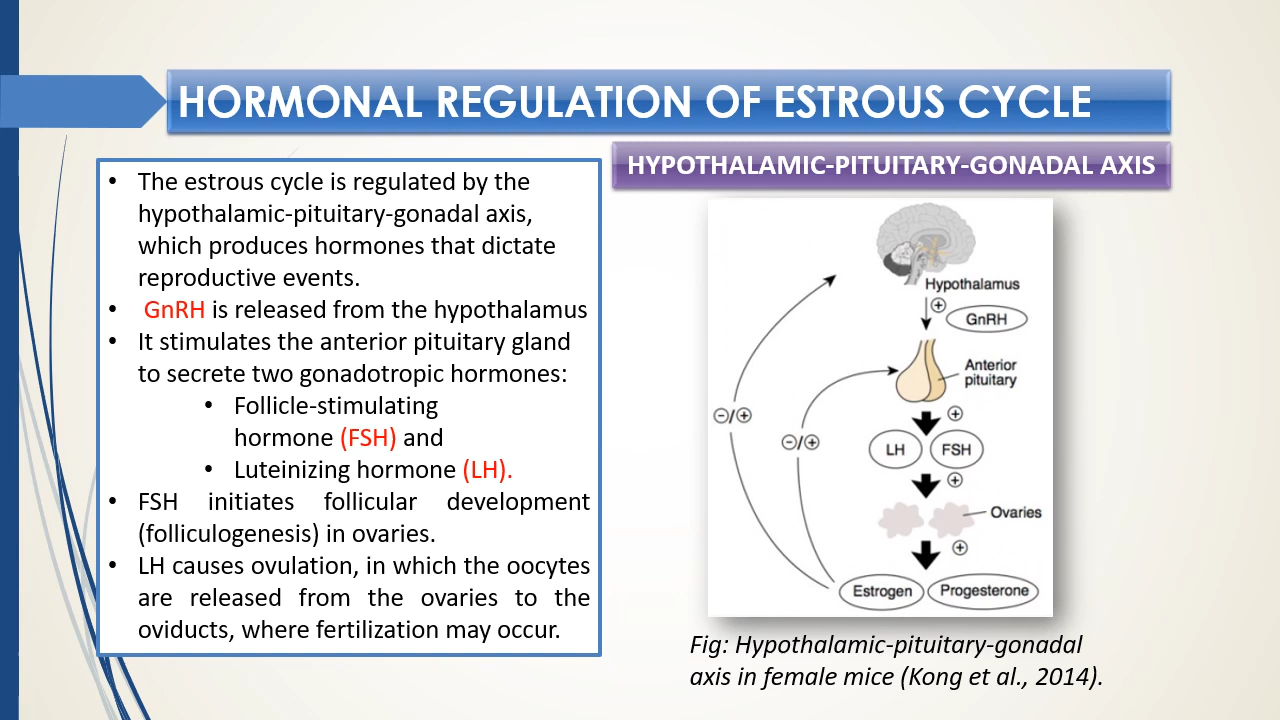 HORMONAL REGULATION OF ESTROUS CYCLE
• The estrous cycle is regulated by the
hypothalamic-pituitary-gonadal axis,
which produces hormones that dictate
reproductive events.
• GnRH is released from the hypothalamus
• It stimulates the anterior pituitary gland
to secrete two gonadotropic hormones:
• Follicle-stimulating
hormone (FSH) and
• Luteinizing hormone (LH).
• FSH initiates follicular development
(folliculogenesis) in ovaries.
• LH causes ovulation, in which the oocytes
are released from the ovaries to the
oviducts, where fertilization may occur.
HYPOTHALAMIC-PITUITARY-GONADAL AXIS
Hypothalamus
⊕
GnRH
Anterior
pituitary
⊖/⊕
⊕
⊖/⊕
LH FSH
⊕
Ovaries
⊕
Estrogen Progesterone
Fig: Hypothalamic-pituitary-gonadal
axis in female mice (Kong et al., 2014).